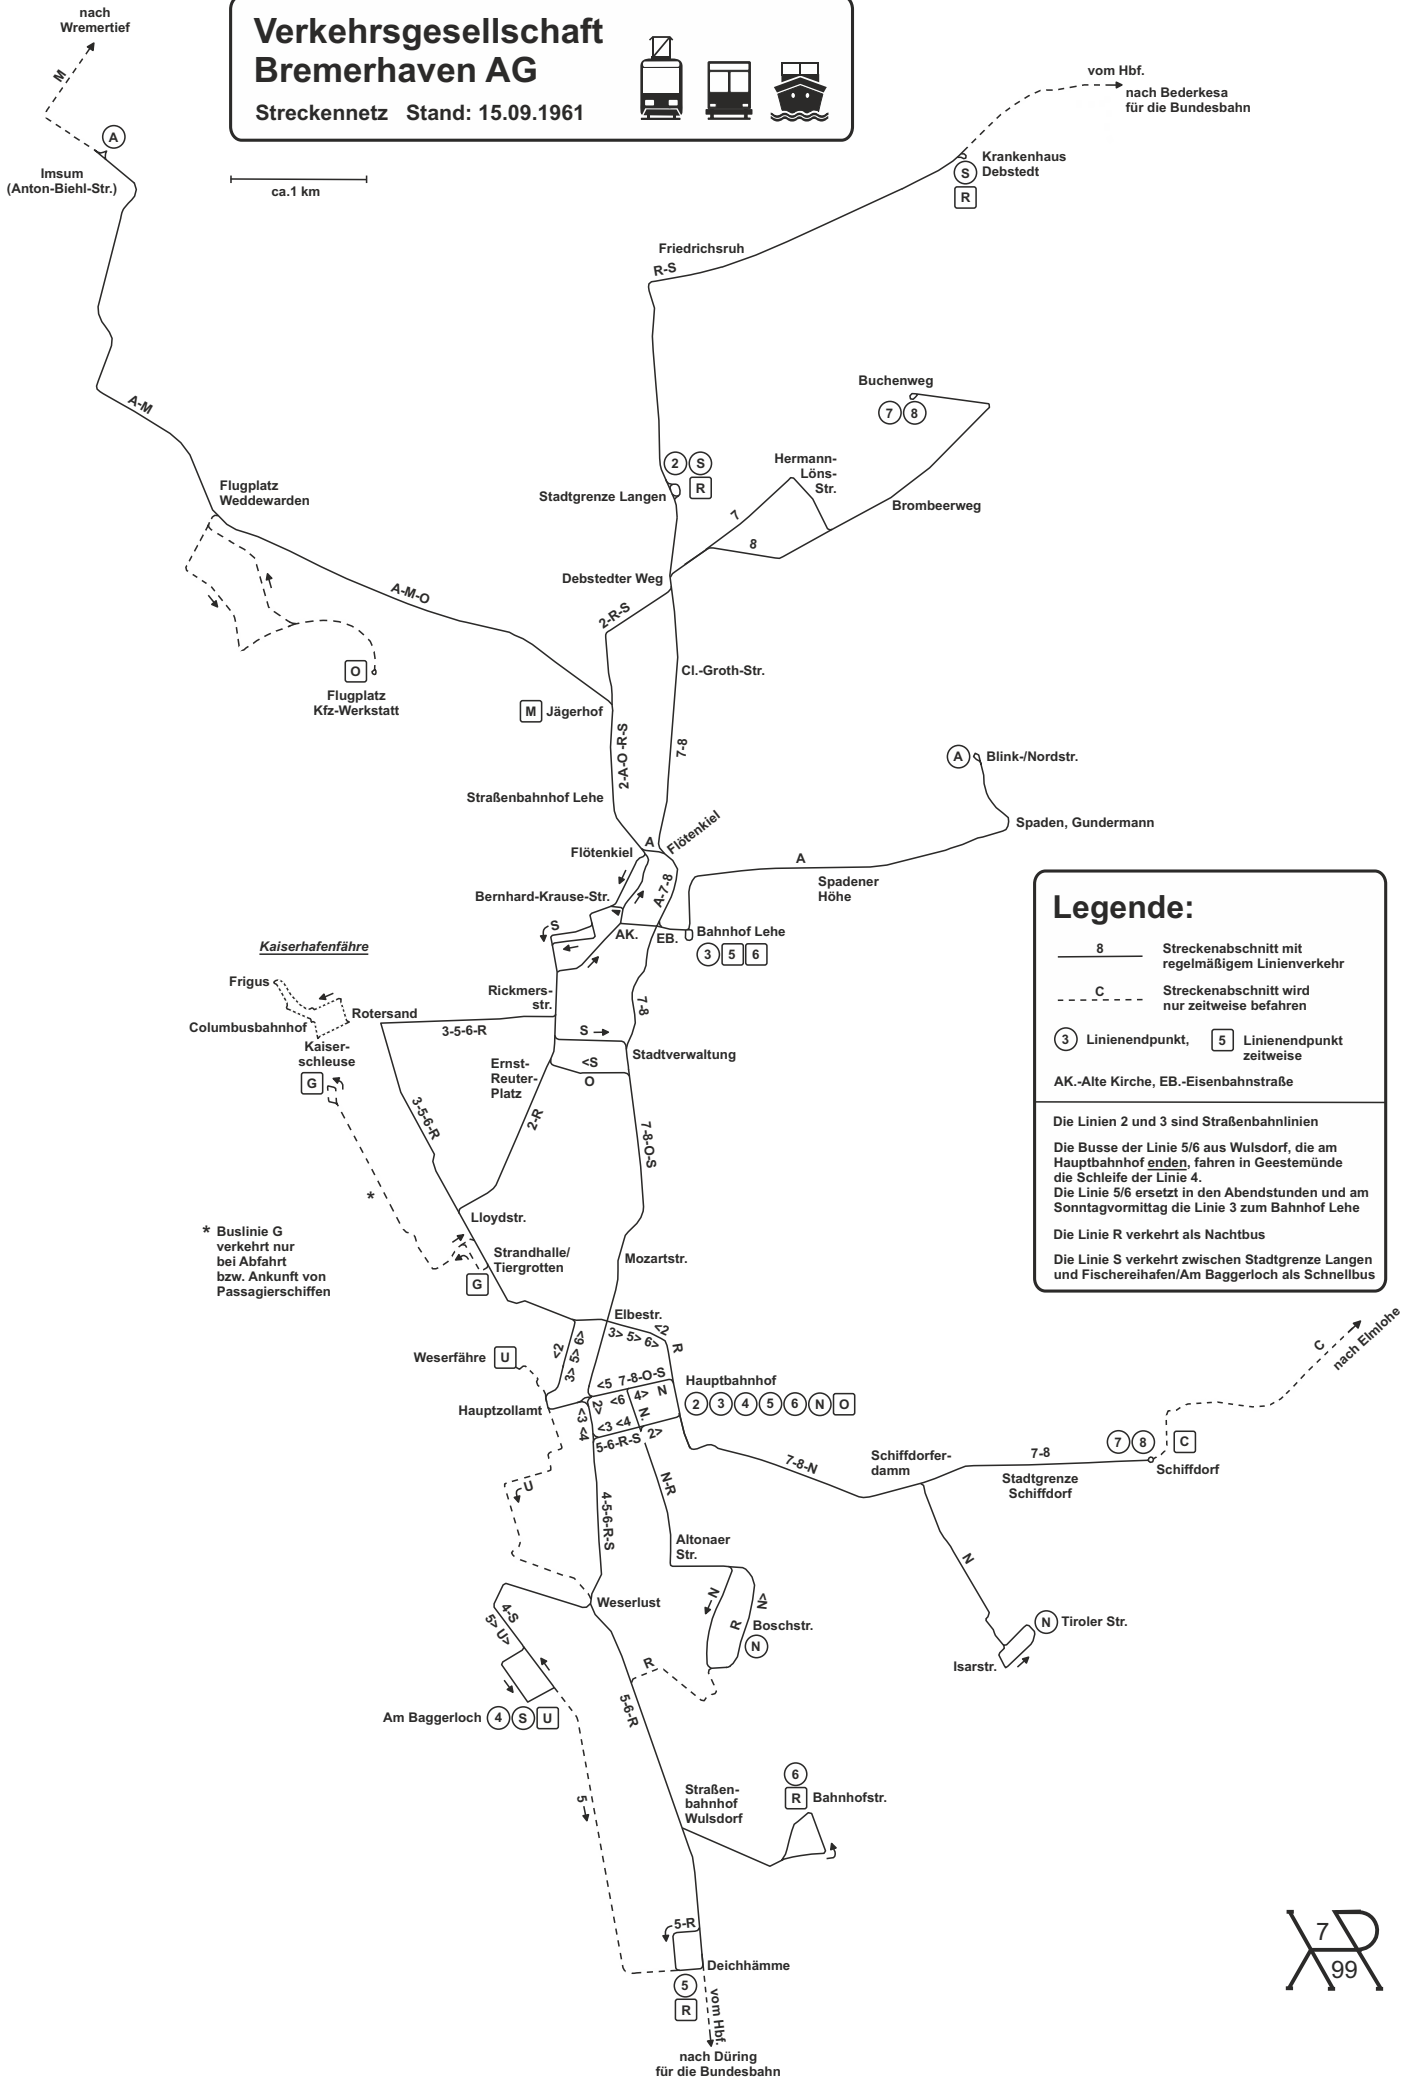 nach
Wremertief
M
A
Imsum
(Anton-Biehl-Str.)
Verkehrsgesellschaft
Bremerhaven AG
Streckennetz Stand: 15.09.1961
ca.1 km
vom Hbf.
nach Bederkesa
für die Bundesbahn
Krankenhaus
Debstedt
S
R
Friedrichsruh
R-S
A-M
Buchenweg
7 8
Flugplatz
Weddewarden
2 S
R
Stadtgrenze Langen
Hermann-
Löns-
Str.
Brombeerweg
7
8
Debstedter Weg
A-M-O
2-R-S
O
Flugplatz
Kfz-Werkstatt
Cl.-Groth-Str.
M Jägerhof
2-A-O -R-S
7-8
A Blink-/Nordstr.
Straßenbahnhof Lehe
Spaden, Gundermann
A
Flötenkiel
Flötenkiel
A
Spadener
Höhe
Bernhard-Krause-Str.
A-7-8
S
AK.
EB.
Bahnhof Lehe
3 5 6
Kaiserhafenfähre
Frigus
Columbusbahnhof
Rotersand
Rickmers-
str.
7-8
3-5-6-R
S
Stadtverwaltung
Kaiser-
schleuse
G
Ernst-
Reuter-
Platz
<S
O
3-5-6-R
2-R
7-8-O-S
*
Lloydstr.
* Buslinie G
verkehrt nur
bei Abfahrt
bzw. Ankunft von
Passagierschiffen
Strandhalle/
Tiergrotten
G
Mozartstr.
Elbestr.
<2
3> 5> 6>
R
<2
3> 5> 6>
Weserfähre U
Hauptzollamt
<5 7-8-O-S
<6 4> N
2>
N.
<3 <4
<3 <4
5-6-R-S 2>
Hauptbahnhof
2 3 4 5 6 N O
7-8-N
Schiffdorfer-
damm
7-8
Stadtgrenze
Schiffdorf
7 8 C
Schiffdorf
C
nach Elmlohe
U
4-5-6-R-S
N-R
Altonaer
Str.
N
N
<N
R
Boschstr.
N
N Tiroler Str.
Isarstr.
Weserlust
4-S
5> U>
R
5-6-R
Am Baggerloch 4 S U
5
Straßen-
bahnhof
Wulsdorf
6
R Bahnhofstr.
5-R
Deichhämme
5
R
vom Hbf.
nach Düring
für die Bundesbahn
Legende:
8
Streckenabschnitt mit
regelmäßigem Linienverkehr
C
Streckenabschnitt wird
nur zeitweise befahren
3 Linienendpunkt, 5 Linienendpunkt
zeitweise
AK.-Alte Kirche, EB.-Eisenbahnstraße
Die Linien 2 und 3 sind Straßenbahnlinien
Die Busse der Linie 5/6 aus Wulsdorf, die am
Hauptbahnhof enden, fahren in Geestemünde
die Schleife der Linie 4.
Die Linie 5/6 ersetzt in den Abendstunden und am
Sonntagvormittag die Linie 3 zum Bahnhof Lehe
Die Linie R verkehrt als Nachtbus
Die Linie S verkehrt zwischen Stadtgrenze Langen
und Fischereihafen/Am Baggerloch als Schnellbus
7
99